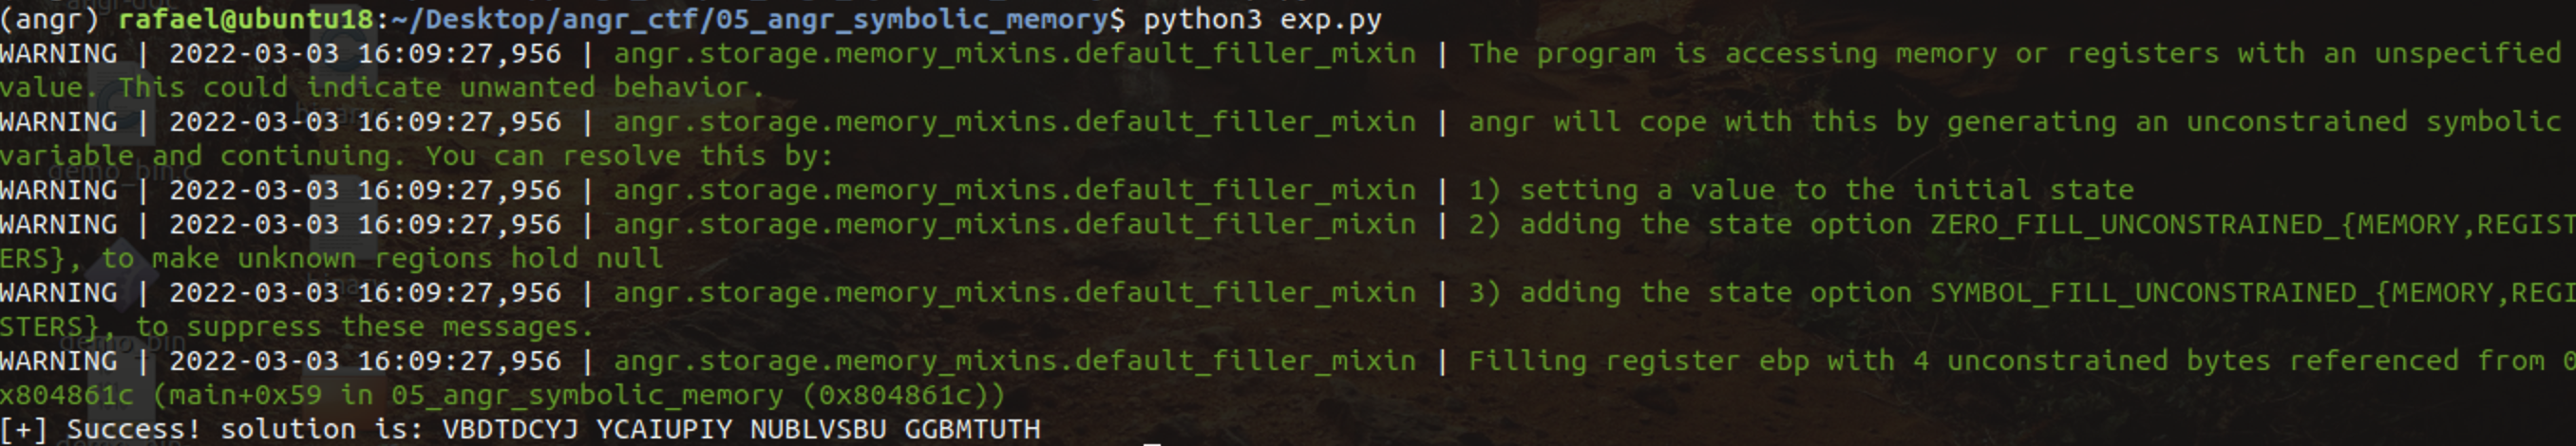 (angr) rafael@ubuntu18:~/Desktop/angr_ctf/05_angr_symbolic_memory$ python3 exp.py
WARNING | 2022-03-03 16:09:27,956 | angr.storage.memory_mixins.default_filler_mixin | The program is accessing memory or registers with an unspecified
value. This could indicate unwanted behavior.
WARNING | 2022-03-03 16:09:27,956 | angr.storage.memory_mixins.default_filler_mixin | angr will cope with this by generating an unconstrained symbolic
variable and continuing. You can resolve this by:
WARNING | 2022-03-03 16:09:27,956 | angr.storage.memory_mixins.default_filler_mixin | 1) setting a value to the initial state
WARNING | 2022-03-03 16:09:27,956 | angr.storage.memory_mixins.default_filler_mixin | 2) adding the state option ZERO_FILL_UNCONSTRAINED_{MEMORY,REGIST
ERS}, to make unknown regions hold null
WARNING | 2022-03-03 16:09:27,956 | angr.storage.memory_mixins.default_filler_mixin | 3) adding the state option SYMBOL_FILL_UNCONSTRAINED_{MEMORY,REGI
STERS}, to suppress these messages.
WARNING | 2022-03-03 16:09:27,956 | angr.storage.memory_mixins.default_filler_mixin | Filling register ebp with 4 unconstrained bytes referenced from 0
x804861c (main+0x59 in 05_angr_symbolic_memory (0x804861c))
[+] Success! solution is: VBDTDCYJ YCAIUPIY NUBLVSBU GGBMTUTH